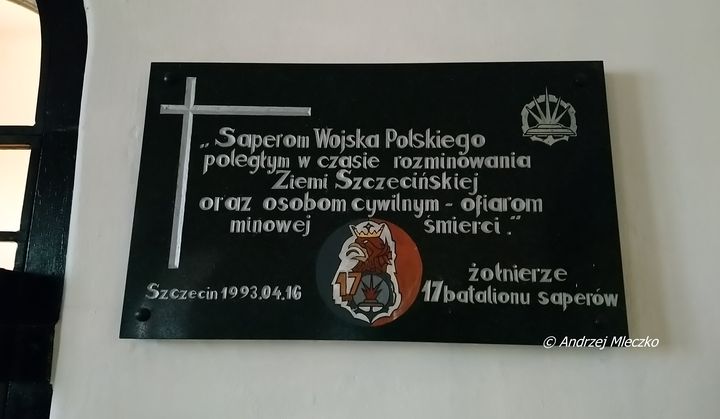 „Saperom Wojska Polskiego
poległym w czasie rozminowania
Ziemi Szczecińskiej
oraz osobom cywilnym - ofiarom
minowej śmierci."
17
Szczecin 1993.04.16
żołnierze
17 batalionu saperów
© Andrzej Mleczko